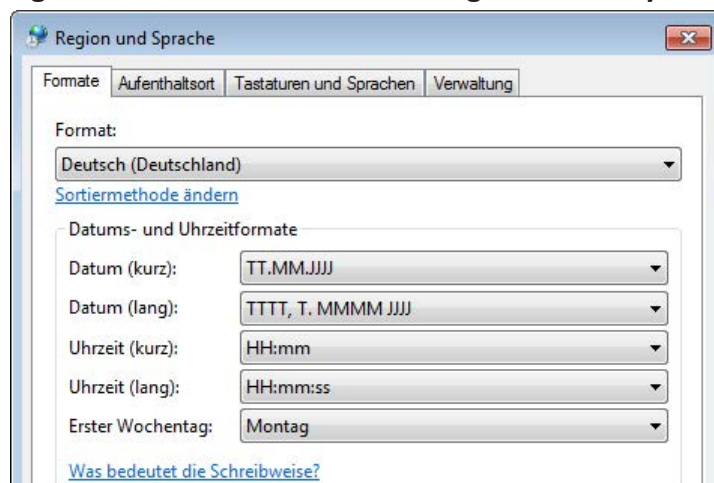 Region und Sprache
Formate Aufenthaltsort Tastaturen und Sprachen Verwaltung
Format:
Deutsch (Deutschland)
Sortiermethode ändern
Datums- und Uhrzeitformate
Datum (kurz): TT.MM.JJJJ
Datum (lang): TTTT, T. MMMM JJJJ
Uhrzeit (kurz): HH:mm
Uhrzeit (lang): HH:mm:ss
Erster Wochentag: Montag
Was bedeutet die Schreibweise?